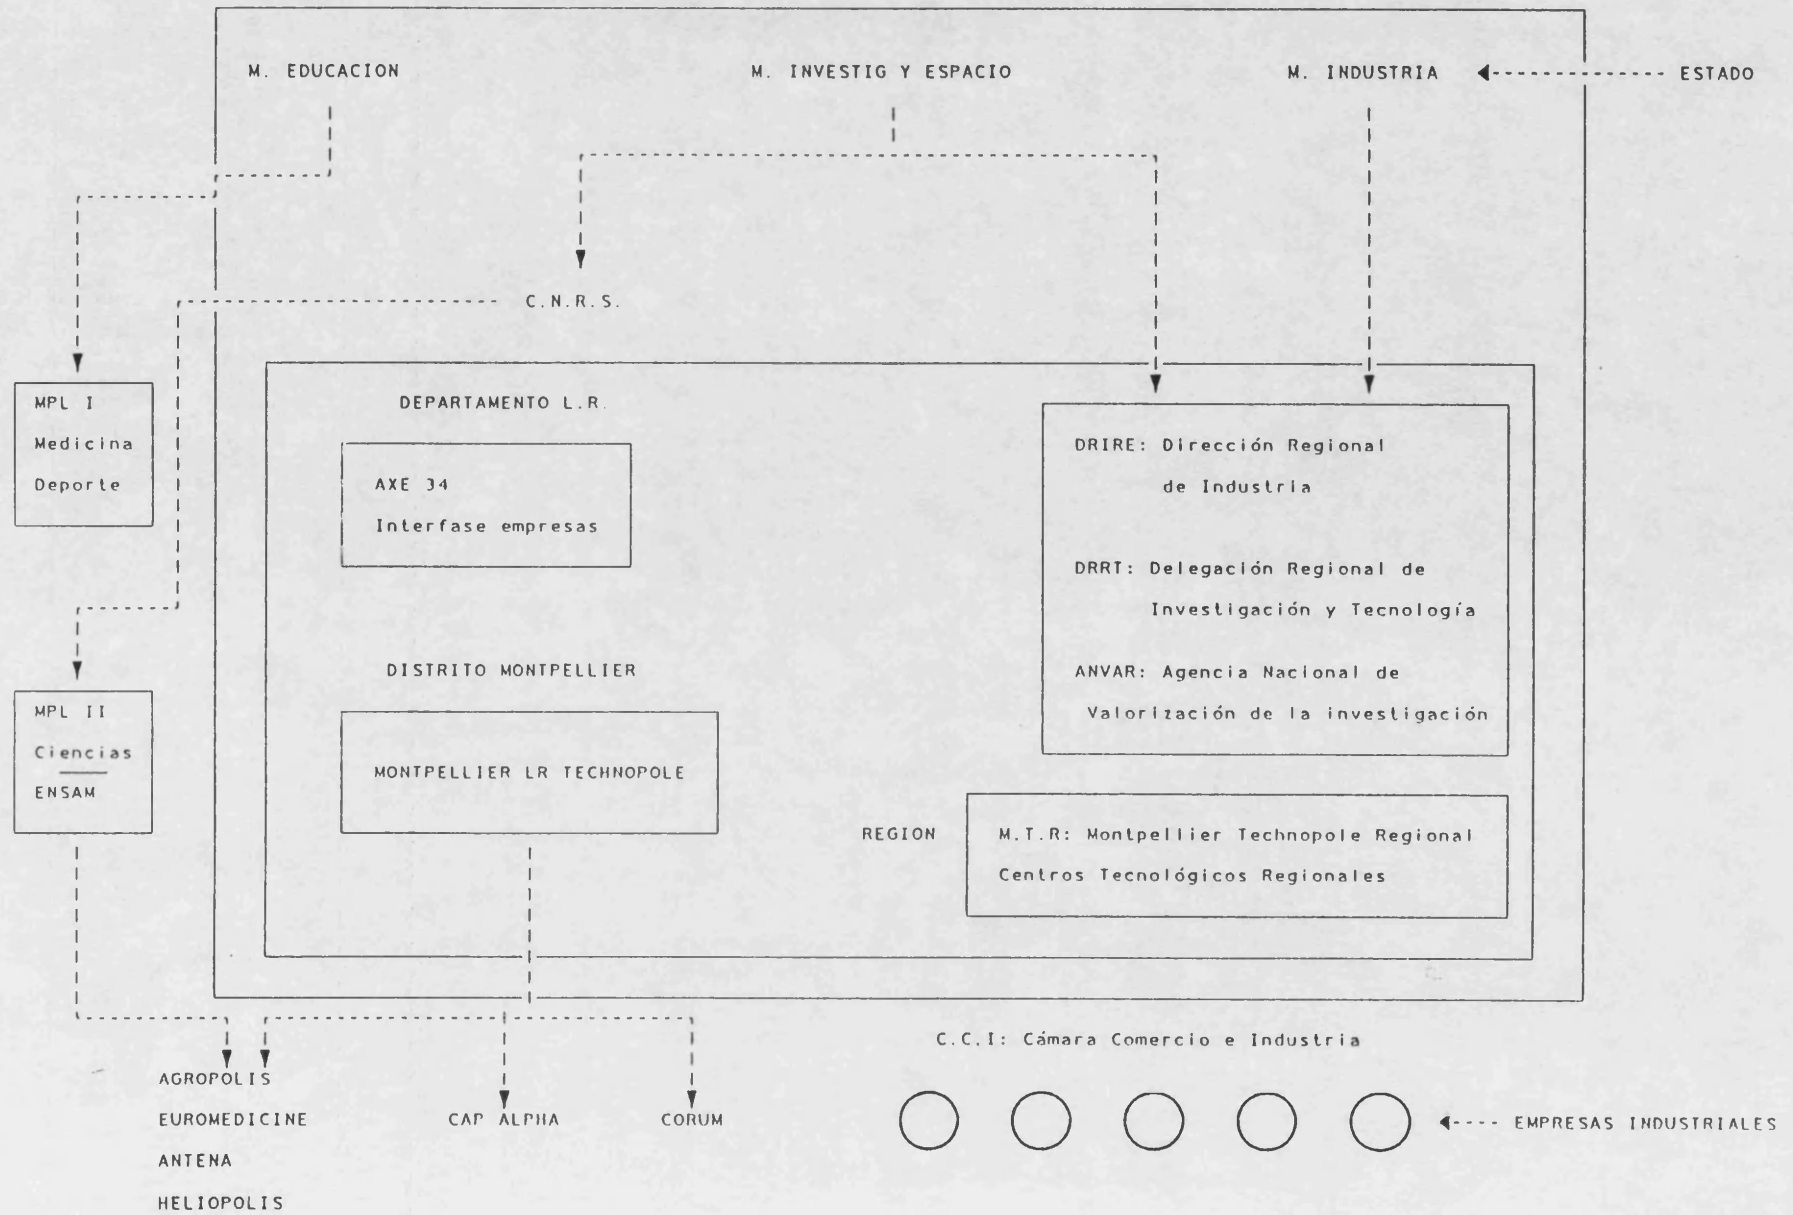 M. EDUCACION
M. INVESTIG Y ESPACIO
M. INDUSTRIA
ESTADO
C.N.R.S.
MPL I
Medicina
Deporte
DEPARTAMENTO L.R.
AXE 34
Interfase empresas
DRIRE: Dirección Regional
de Industria
DRRT: Delegación Regional de
Investigación y Tecnología
ANVAR: Agencia Nacional de
Valorización de la investigación
DISTRITO MONTPELLIER
MONTPELLIER LR TECHNOPOLE
MPL II
Ciencias
ENSAM
REGION
M.T.R: Montpellier Technopole Regional
Centros Tecnológicos Regionales
C.C.I: Cámara Comercio e Industria
AGROPOLIS
EUROMEDICINE
ANTENA
HELIOPOLIS
CAP ALPHA
CORUM
EMPRESAS INDUSTRIALES